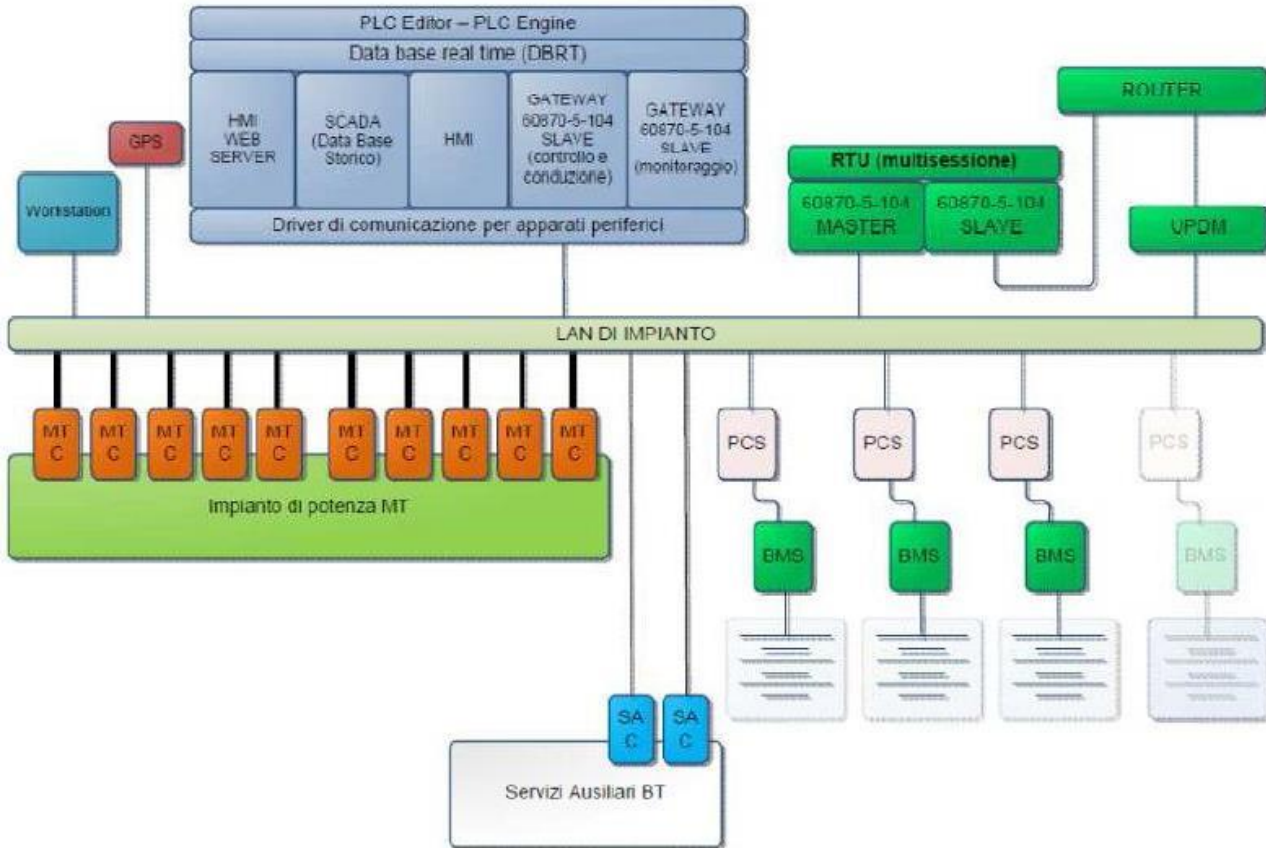 PLC Editor – PLC Engine
Data base real time (DBRT)
HMI
WEB
SERVER
SCADA
(Data Base
Storico)
HMI
GATEWAY
60870-5-104
SLAVE
(controllo e
conduzione)
GATEWAY
60870-5-104
SLAVE
(monitoraggio)
Driver di comunicazione per apparati periferici
GPS
Workstation
ROUTER
RTU (multisessione)
60870-5-104
MASTER
60870-5-104
SLAVE
UPDM
LAN DI IMPIANTO
MT
C
MT
C
MT
C
MT
C
MT
C
MT
C
MT
C
MT
C
MT
C
MT
C
Impianto di potenza MT
PCS
PCS
PCS
PCS
BMS
BMS
BMS
BMS
SA
C
SA
C
Servizi Ausiliari BT